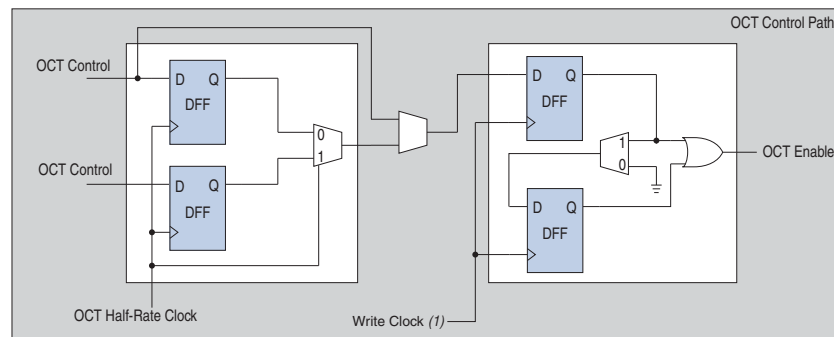 OCT Control Path
OCT Control
D Q
DFF
0
1
OCT Control
D Q
DFF
OCT Half-Rate Clock
D Q
DFF
1
0
OCT Enable
D Q
DFF
Write Clock (1)